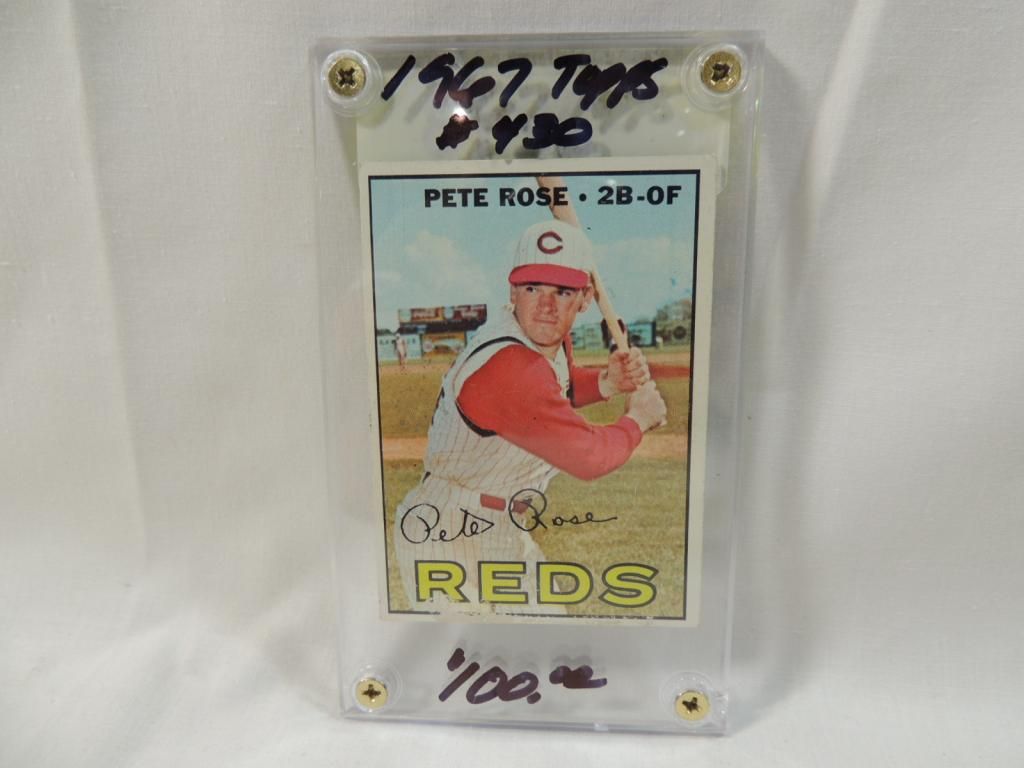 1967 Topps
# 430
PETE ROSE • 2B-OF
C
Pete Rose
REDS
$100.00